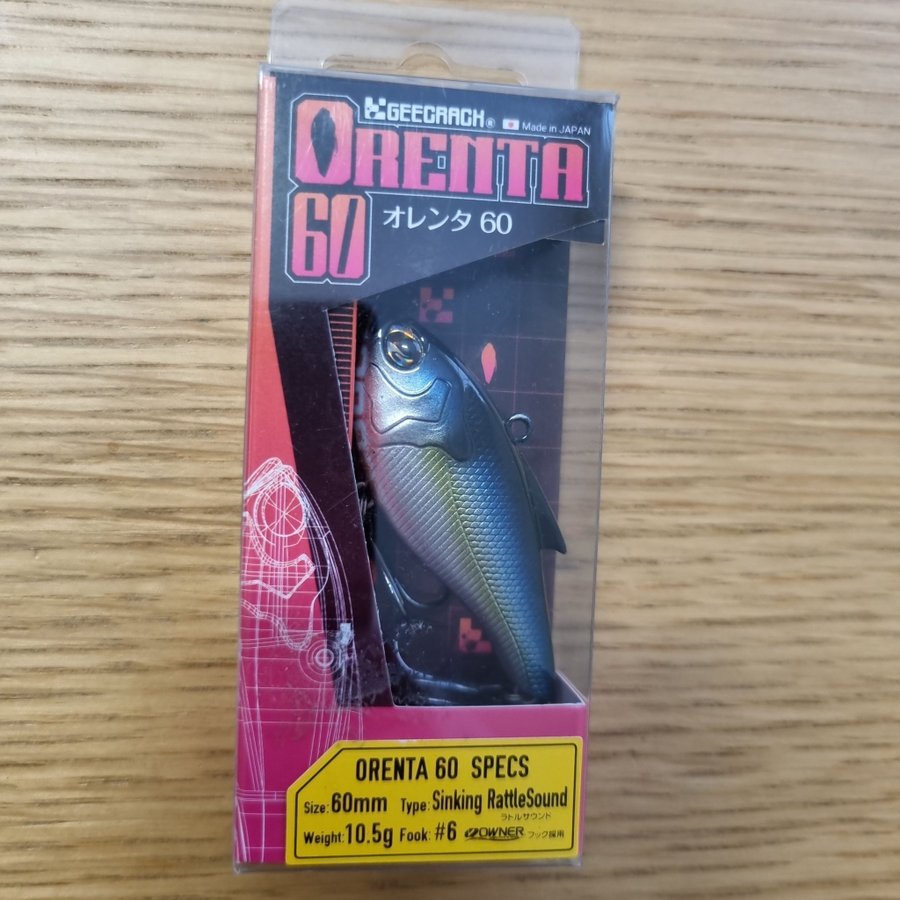 GEECRACK®
Made in JAPAN
ORENTA
60
オレンタ 60
ORENTA 60 SPECS
Size:60mm Type:Sinking RattleSound
ラトルサウンド
Weight:10.5g Fook:#6 OWNER フック採用